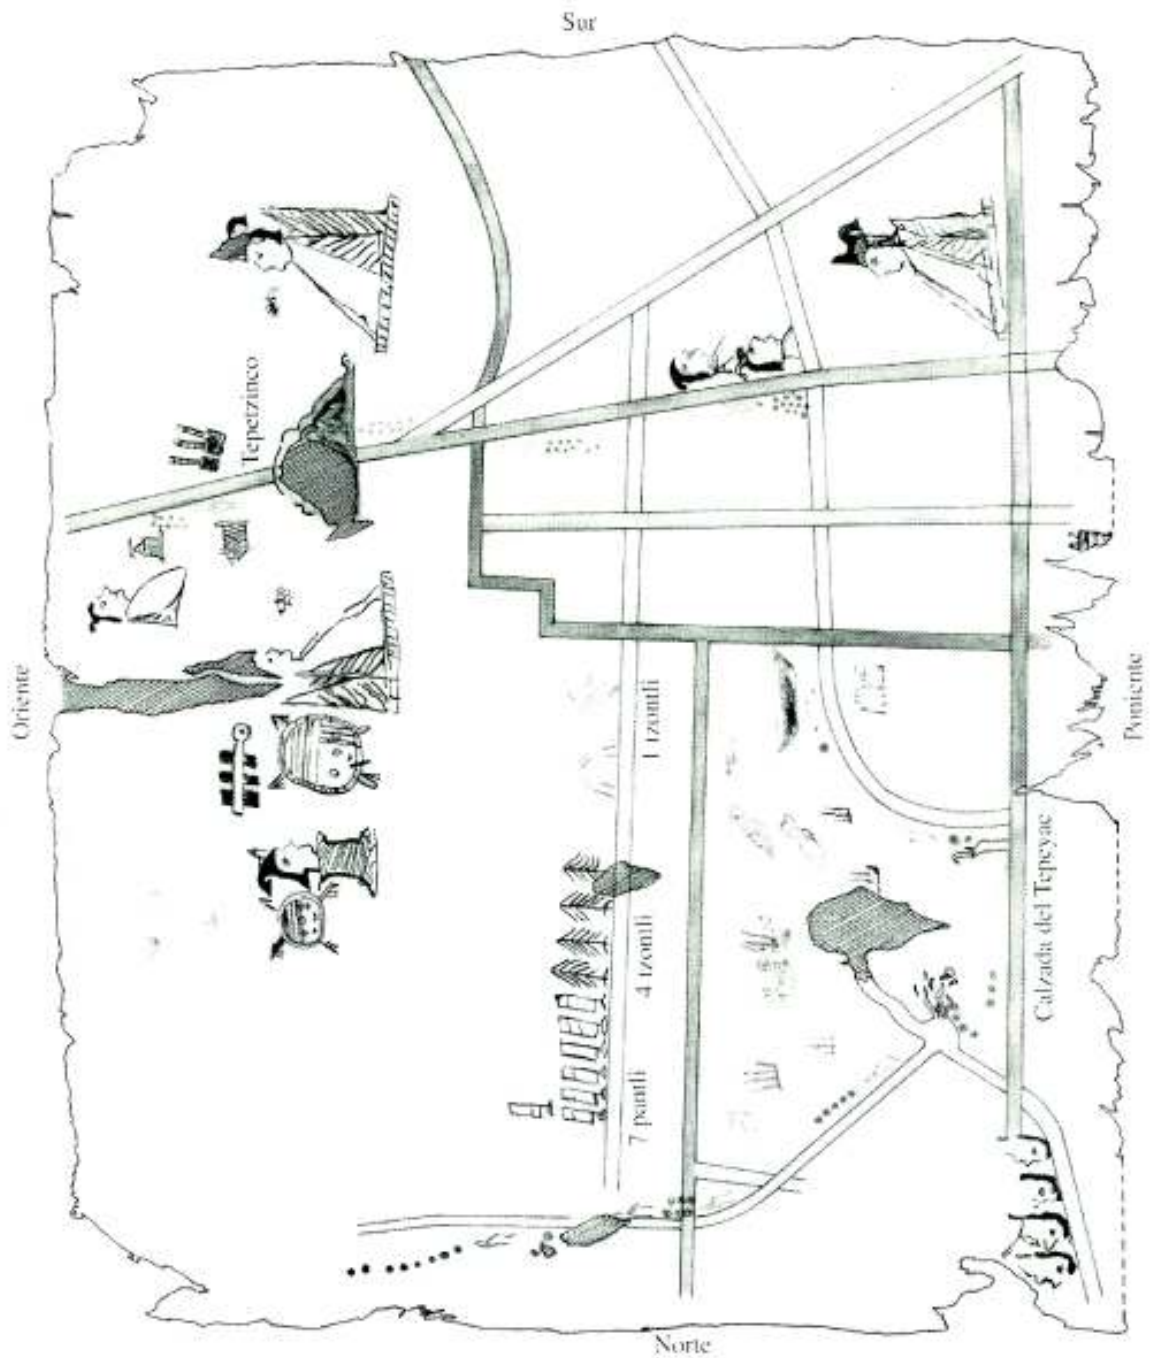 Sur
Tepetzinco
Oriente
Poniente
1 tzontli
4 tzontli
7 pantli
Calzada del Tepeyac
Norte